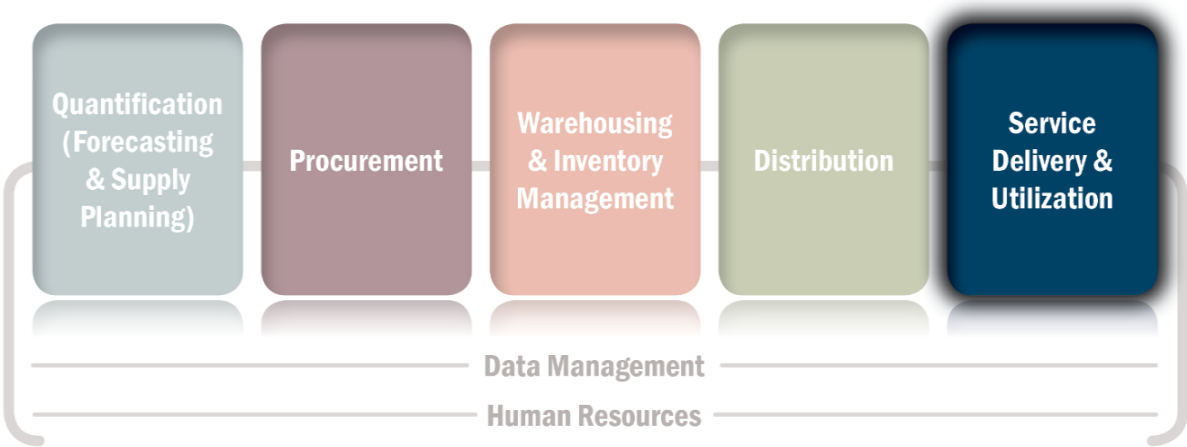 Quantification
(Forecasting
& Supply
Planning)
Procurement
Warehousing
& Inventory
Management
Distribution
Service
Delivery &
Utilization
Data Management
Human Resources